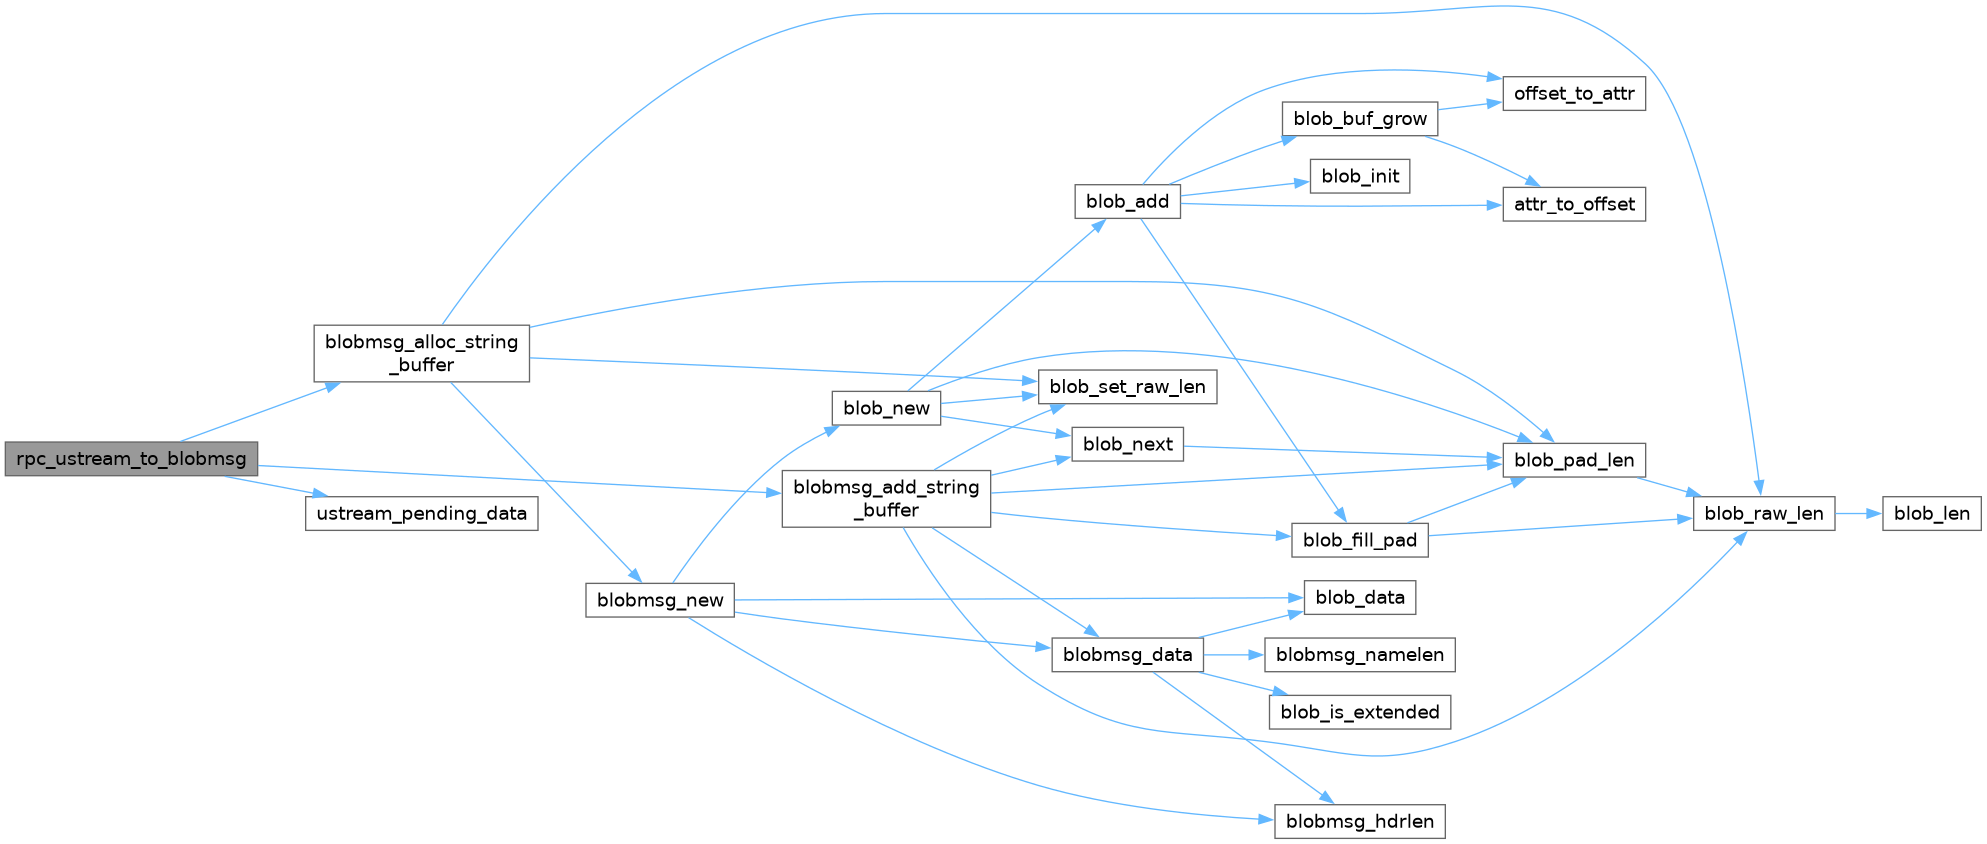 offset_to_attr
blob_buf_grow
blob_init
blob_add
attr_to_offset
blobmsg_alloc_string
_buffer
blob_set_raw_len
blob_new
blob_next
rpc_ustream_to_blobmsg
blob_pad_len
blobmsg_add_string
_buffer
ustream_pending_data
blob_raw_len
blob_len
blob_fill_pad
blobmsg_new
blob_data
blobmsg_data
blobmsg_namelen
blob_is_extended
blobmsg_hdrlen